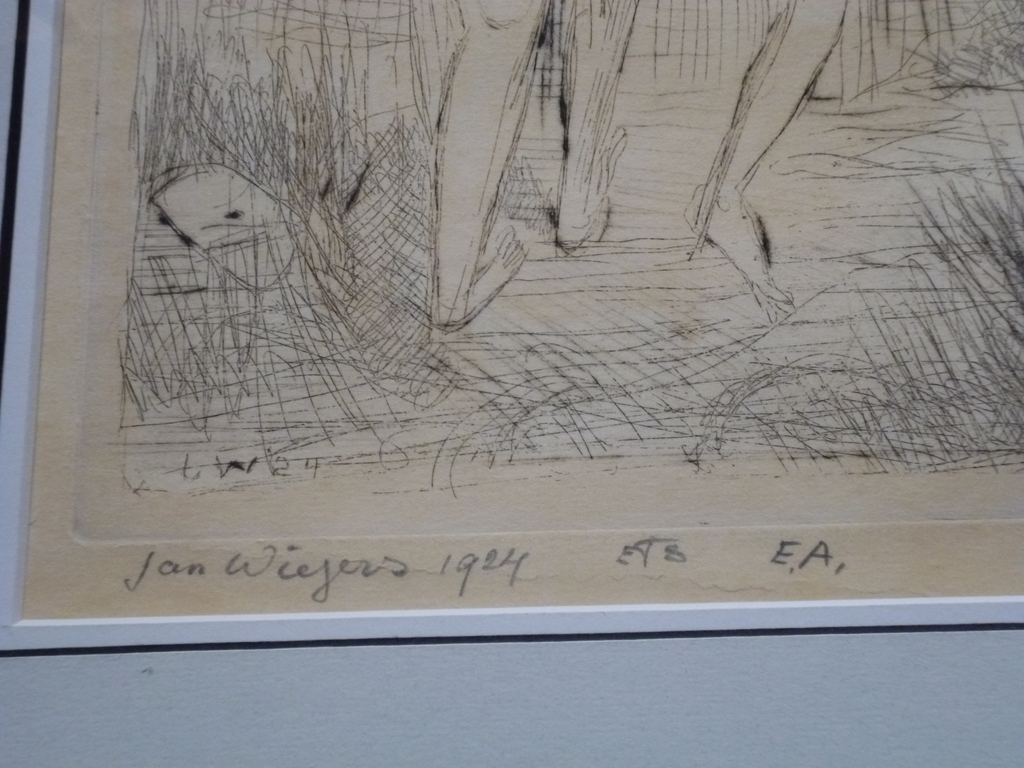 J W 24
Jan Wiegers 1924 ETS E.A.